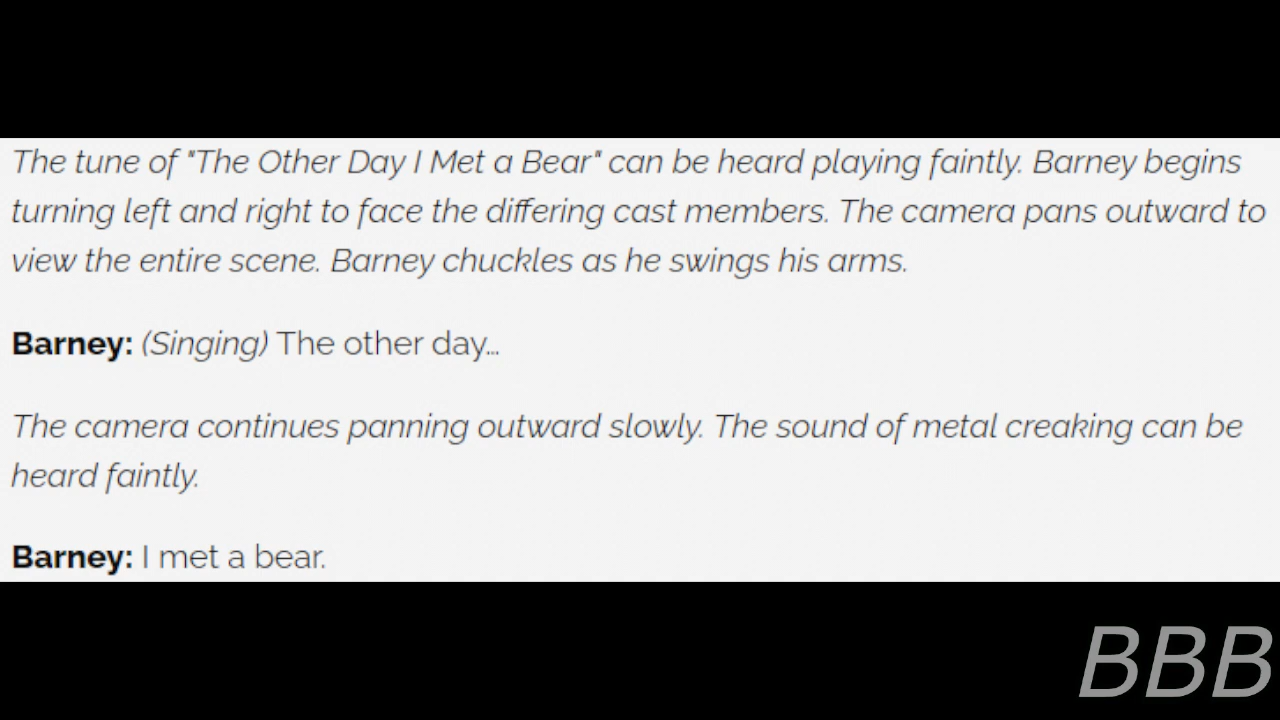 The tune of "The Other Day I Met a Bear" can be heard playing faintly. Barney begins
turning left and right to face the differing cast members. The camera pans outward to
view the entire scene. Barney chuckles as he swings his arms.
Barney: (Singing) The other day…
The camera continues panning outward slowly. The sound of metal creaking can be
heard faintly.
Barney: I met a bear.
BBB